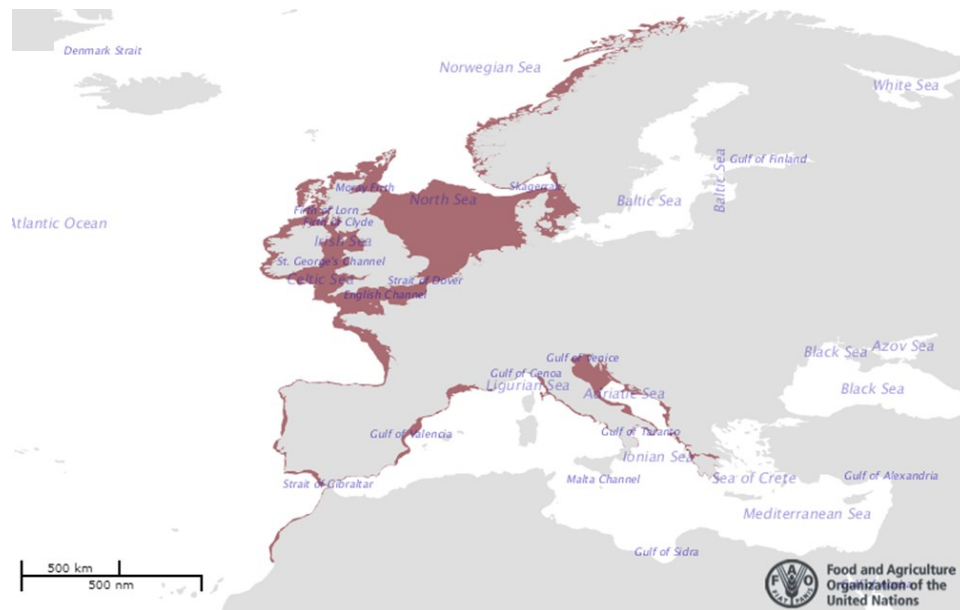 Denmark Strait
Norwegian Sea
White Sea
Gulf of Finland
Baltic Sea
Moray Firth
Skagerrak
North Sea
Baltic Sea
Firth of Lorn
Atlantic Ocean
Firth of Clyde
Irish Sea
St. George's Channel
Celtic Sea
Strait of Dover
English Channel
Azov Sea
Black Sea
Gulf of Venice
Gulf of Genoa
Ligurian Sea
Black Sea
Adriatic Sea
Gulf of Valencia
Gulf of Taranto
Ionian Sea
Gulf of Alexandria
Sea of Crete
Malta Channel
Strait of Gibraltar
Mediterranean Sea
Gulf of Sidra
500 km
500 nm
F A O
FIAT PANIS
Food and Agriculture
Organization of the
United Nations